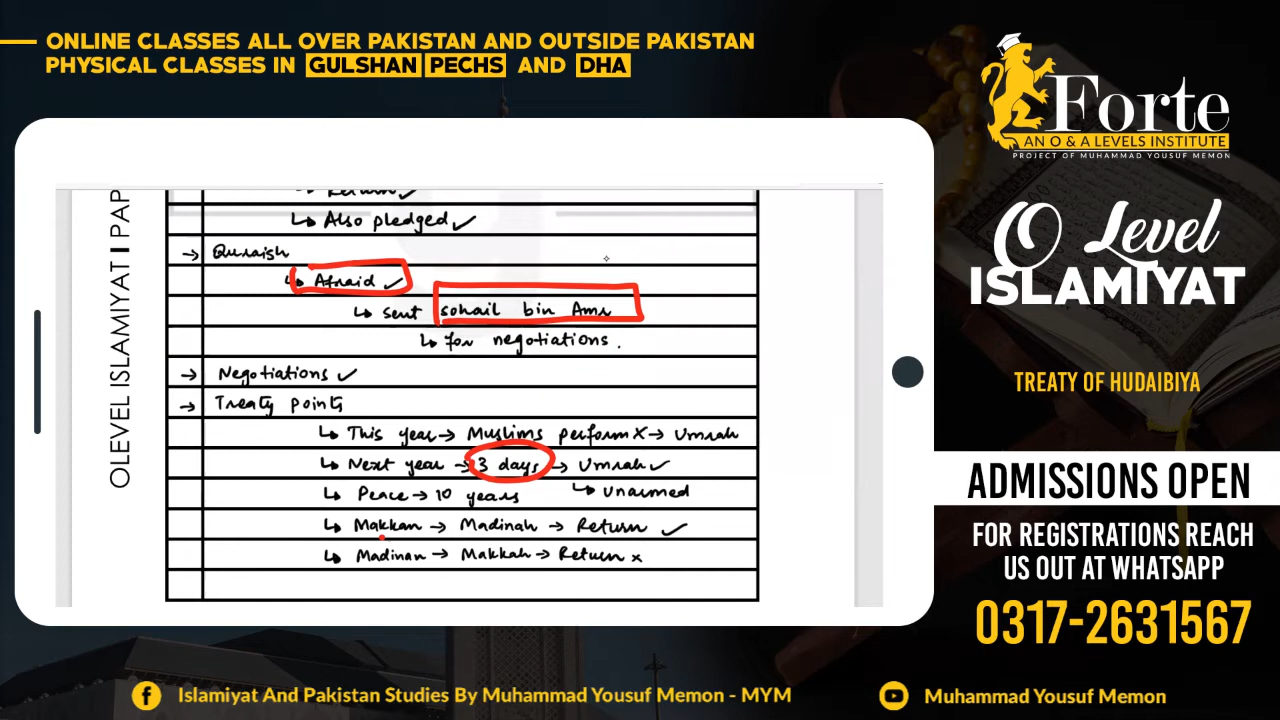 ONLINE CLASSES ALL OVER PAKISTAN AND OUTSIDE PAKISTAN
PHYSICAL CLASSES IN GULSHAN PECHS AND DHA
Forte
AN O & A LEVELS INSTITUTE
PROJECT OF MUHAMMAD YOUSUF MEMON
O Level
ISLAMIYAT
TREATY OF HUDAIBIYA
ADMISSIONS OPEN
FOR REGISTRATIONS REACH
US OUT AT WHATSAPP
0317-2631567
OLEVEL ISLAMIYAT I PAP
↳ Return ✓
↳ Also pledged ✓
→ Quraish
↳ Afraid ✓
↳ sent sohail bin Amr
↳ for negotiations.
→ Negotiations ✓
→ Treaty points
↳ This year → Muslims perform X → Umrah
↳ Next year → 3 days → Umrah ✓
↳ Peace → 10 years ↳ unarmed
↳ Makkan → Madinah → Return ✓
↳ Madinan → Makkah → Return x
Islamiyat And Pakistan Studies By Muhammad Yousuf Memon - MYM
Muhammad Yousuf Memon